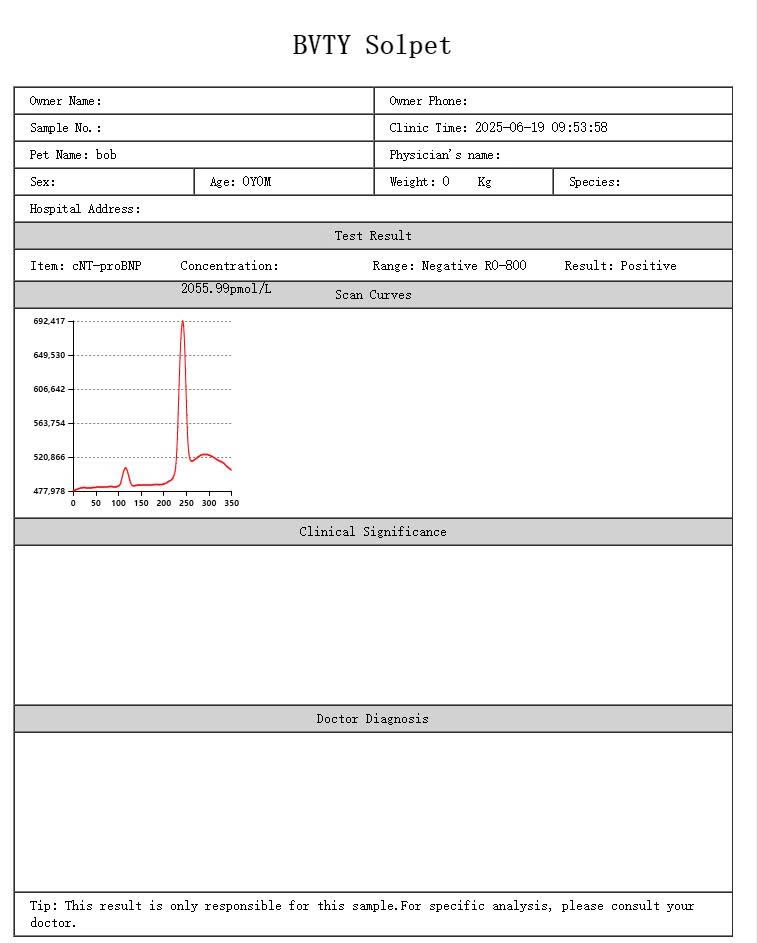 BVTY Solpet
Owner Name:
Owner Phone:
Sample No.:
Clinic Time: 2025-06-19 09:53:58
Pet Name: bob
Physician's name:
Sex:
Age: 0Y0M
Weight: 0 Kg
Species:
Hospital Address:
Test Result
Item: cNT-proBNP
Concentration:
2055.99pmol/L
Range: Negative R0-800
Result: Positive
Scan Curves
692,417
649,530
606,642
563,754
520,866
477,978
0 50 100 150 200 250 300 350
Clinical Significance
Doctor Diagnosis
Tip: This result is only responsible for this sample.For specific analysis, please consult your
doctor.